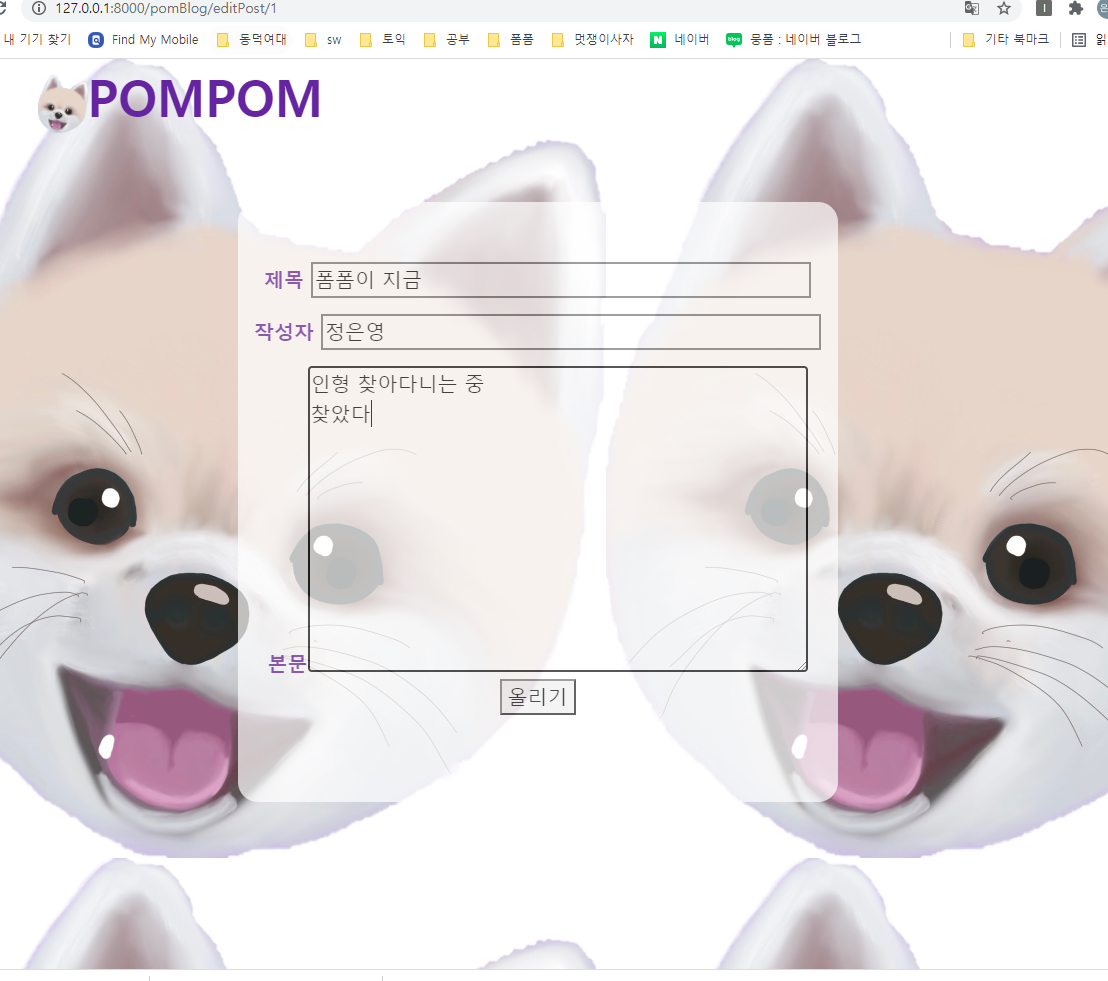 127.0.0.1:8000/pomBlog/editPost/1
내 기기 찾기 Find My Mobile 동덕여대 sw 토익 공부 폼폼 멋쟁이사자 네이버 뭉폼 : 네이버 블로그 기타 북마크
POMPOM
제목 폼폼이 지금
작성자 정은영
인형 찾아다니는 중
찾았다
본문
올리기